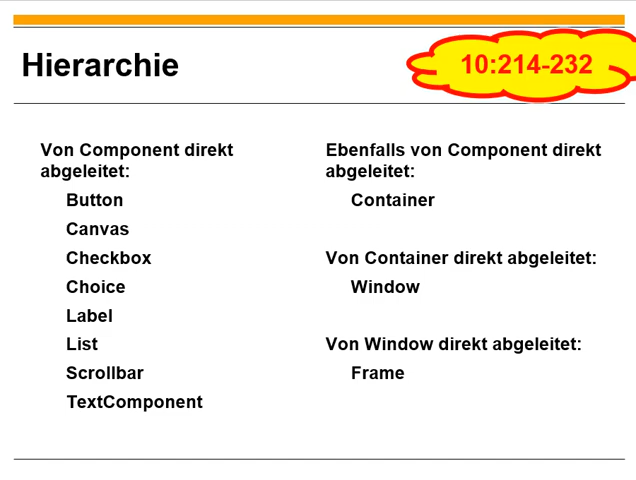 Hierarchie
10:214-232
Von Component direkt
abgeleitet:
Button
Canvas
Checkbox
Choice
Label
List
Scrollbar
TextComponent
Ebenfalls von Component direkt
abgeleitet:
Container
Von Container direkt abgeleitet:
Window
Von Window direkt abgeleitet:
Frame